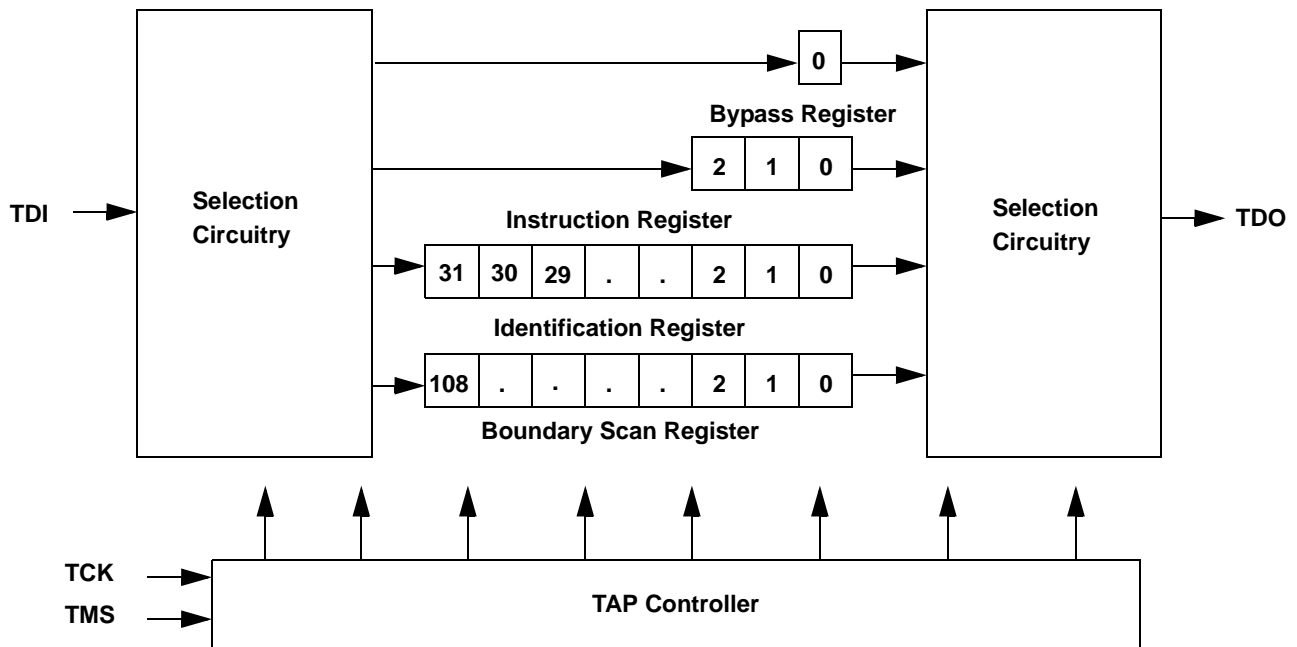 0
Bypass Register
2 1 0
Selection
Circuitry
Selection
Circuitry
TDI
TDO
Instruction Register
31 30 29 . . 2 1 0
Identification Register
108 . . . . 2 1 0
Boundary Scan Register
TCK
TMS
TAP Controller